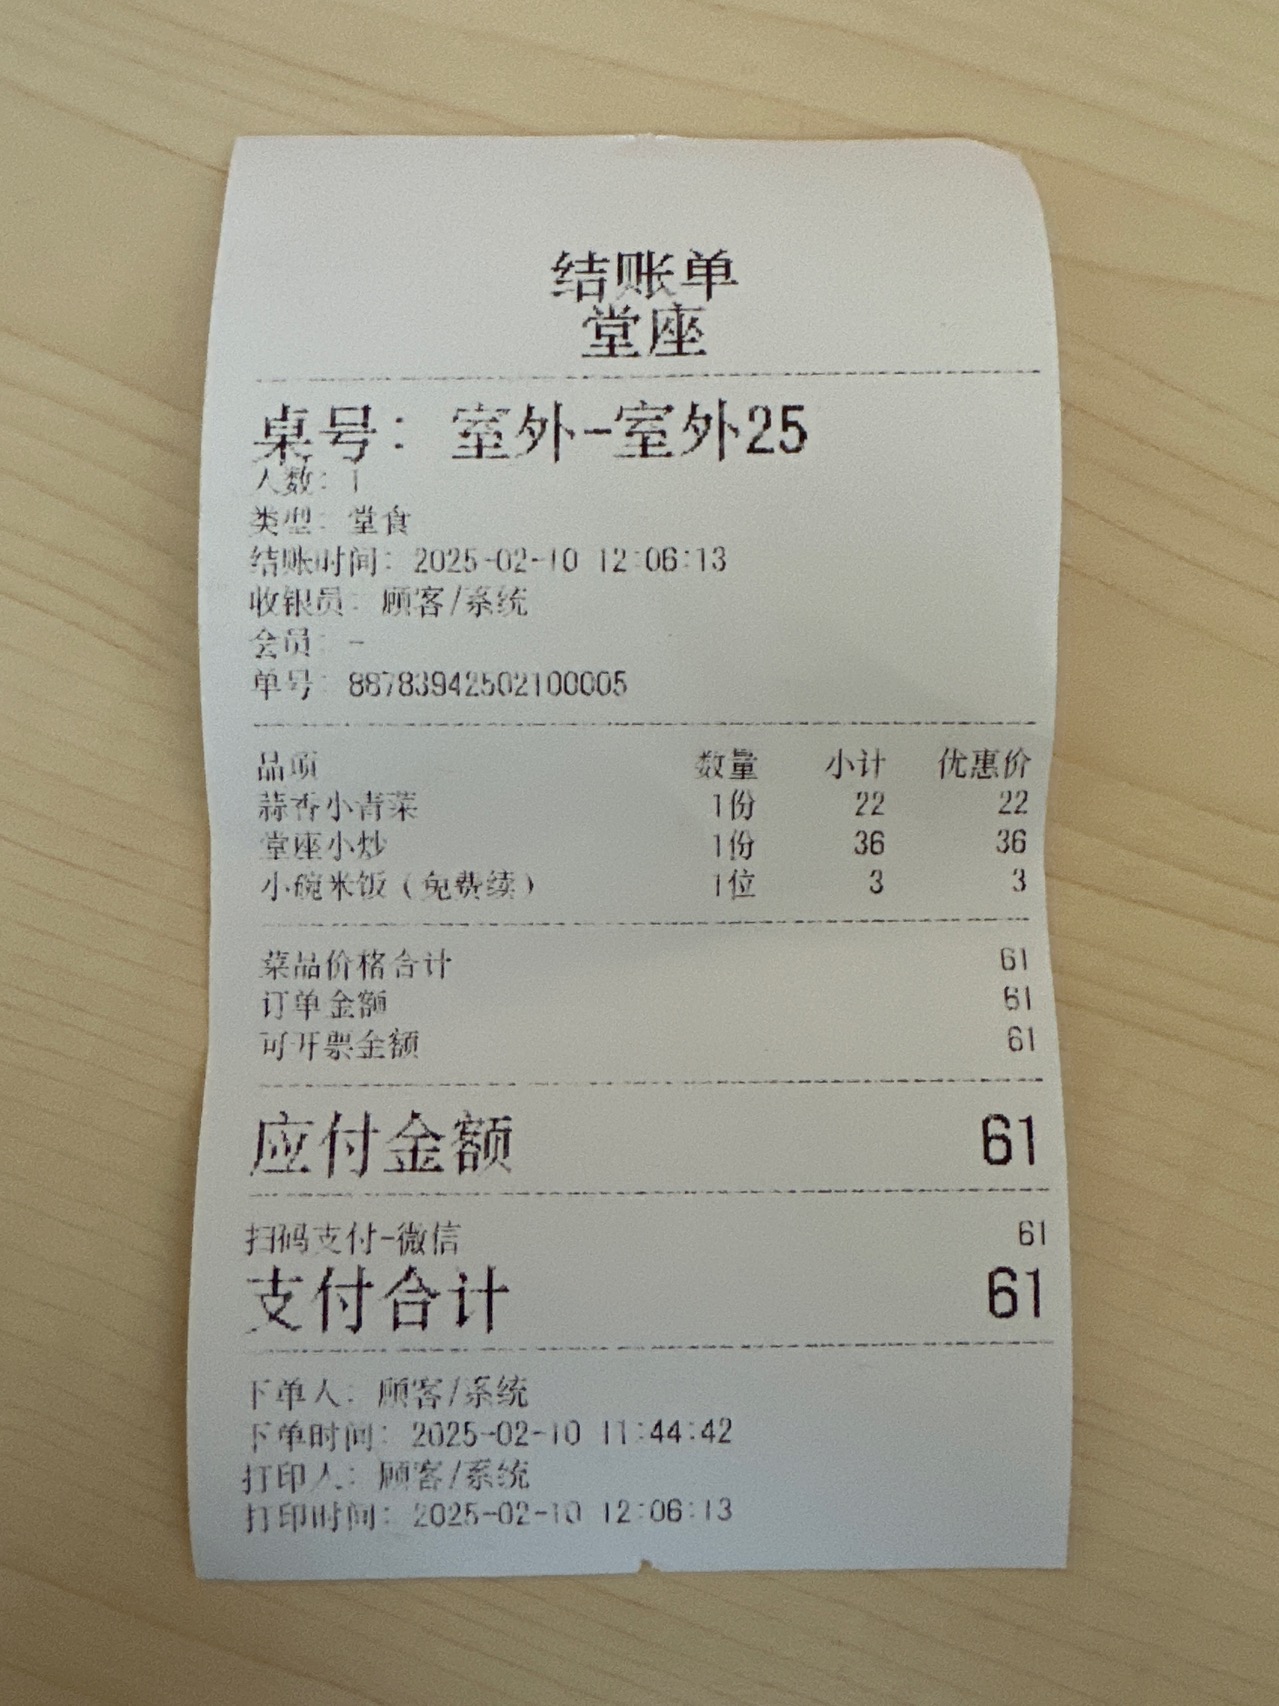 结账单
堂座
桌号: 室外-室外25
人数: 1
类型: 堂食
结账时间: 2025-02-10 12:06:13
收银员: 顾客/系统
会员: -
单号: 88783942502100005
品项 数量 小计 优惠价
蒜香小青菜 1份 22 22
堂座小炒 1份 36 36
小碗米饭(免费续) 1位 3 3
菜品价格合计 61
订单金额 61
可开票金额 61
应付金额 61
扫码支付-微信 61
支付合计 61
下单人: 顾客/系统
下单时间: 2025-02-10 11:44:42
打印人: 顾客/系统
打印时间: 2025-02-10 12:06:13